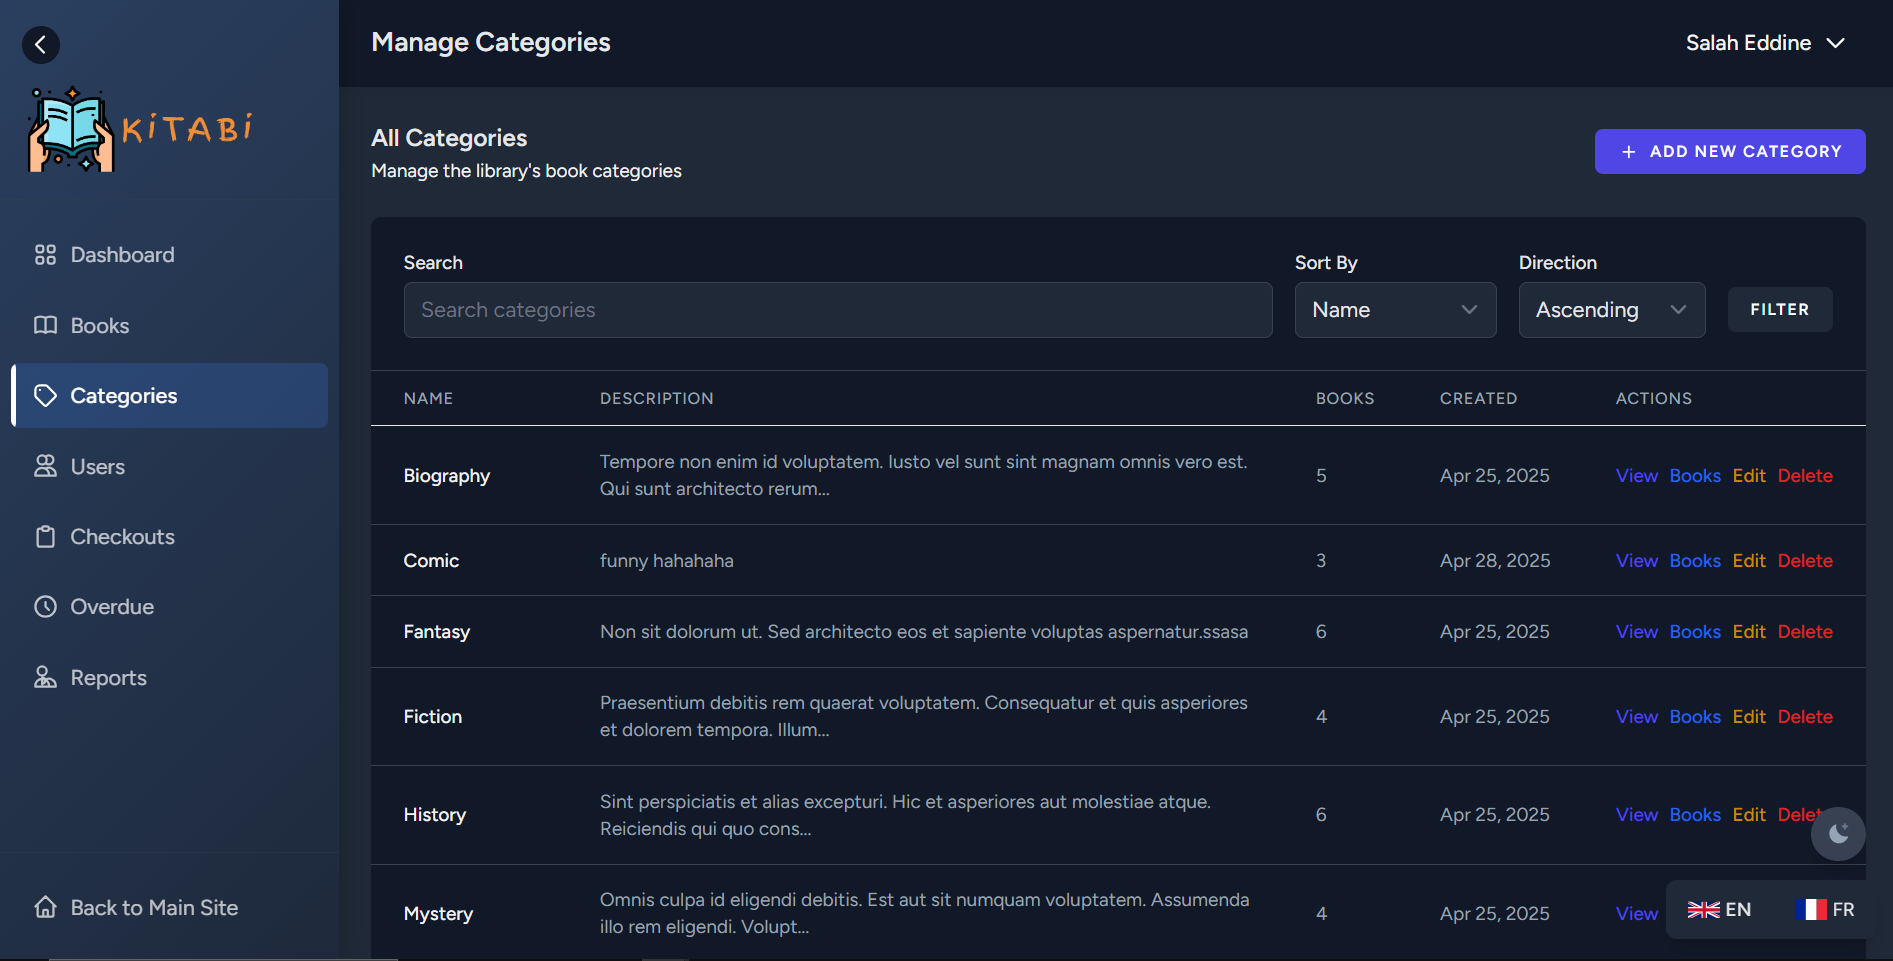 KiTABi
Dashboard
Books
Categories
Users
Checkouts
Overdue
Reports
Back to Main Site
Manage Categories
Salah Eddine
All Categories
Manage the library's book categories
+ ADD NEW CATEGORY
Search
Sort By
Direction
Search categories
Name
Ascending
FILTER
NAME DESCRIPTION BOOKS CREATED ACTIONS
Biography
Tempore non enim id voluptatem. Iusto vel sunt sint magnam omnis vero est.
Qui sunt architecto rerum...
5 Apr 25, 2025 View Books Edit Delete
Comic funny hahahaha 3 Apr 28, 2025 View Books Edit Delete
Fantasy Non sit dolorum ut. Sed architecto eos et sapiente voluptas aspernatur.ssasa 6 Apr 25, 2025 View Books Edit Delete
Fiction
Praesentium debitis rem quaerat voluptatem. Consequatur et quis asperiores
et dolorem tempora. Illum...
4 Apr 25, 2025 View Books Edit Delete
History
Sint perspiciatis et alias excepturi. Hic et asperiores aut molestiae atque.
Reiciendis qui quo cons...
6 Apr 25, 2025 View Books Edit
Mystery
Omnis culpa id eligendi debitis. Est aut sit numquam voluptatem. Assumenda
illo rem eligendi. Volupt...
4 Apr 25, 2025 View
EN
FR